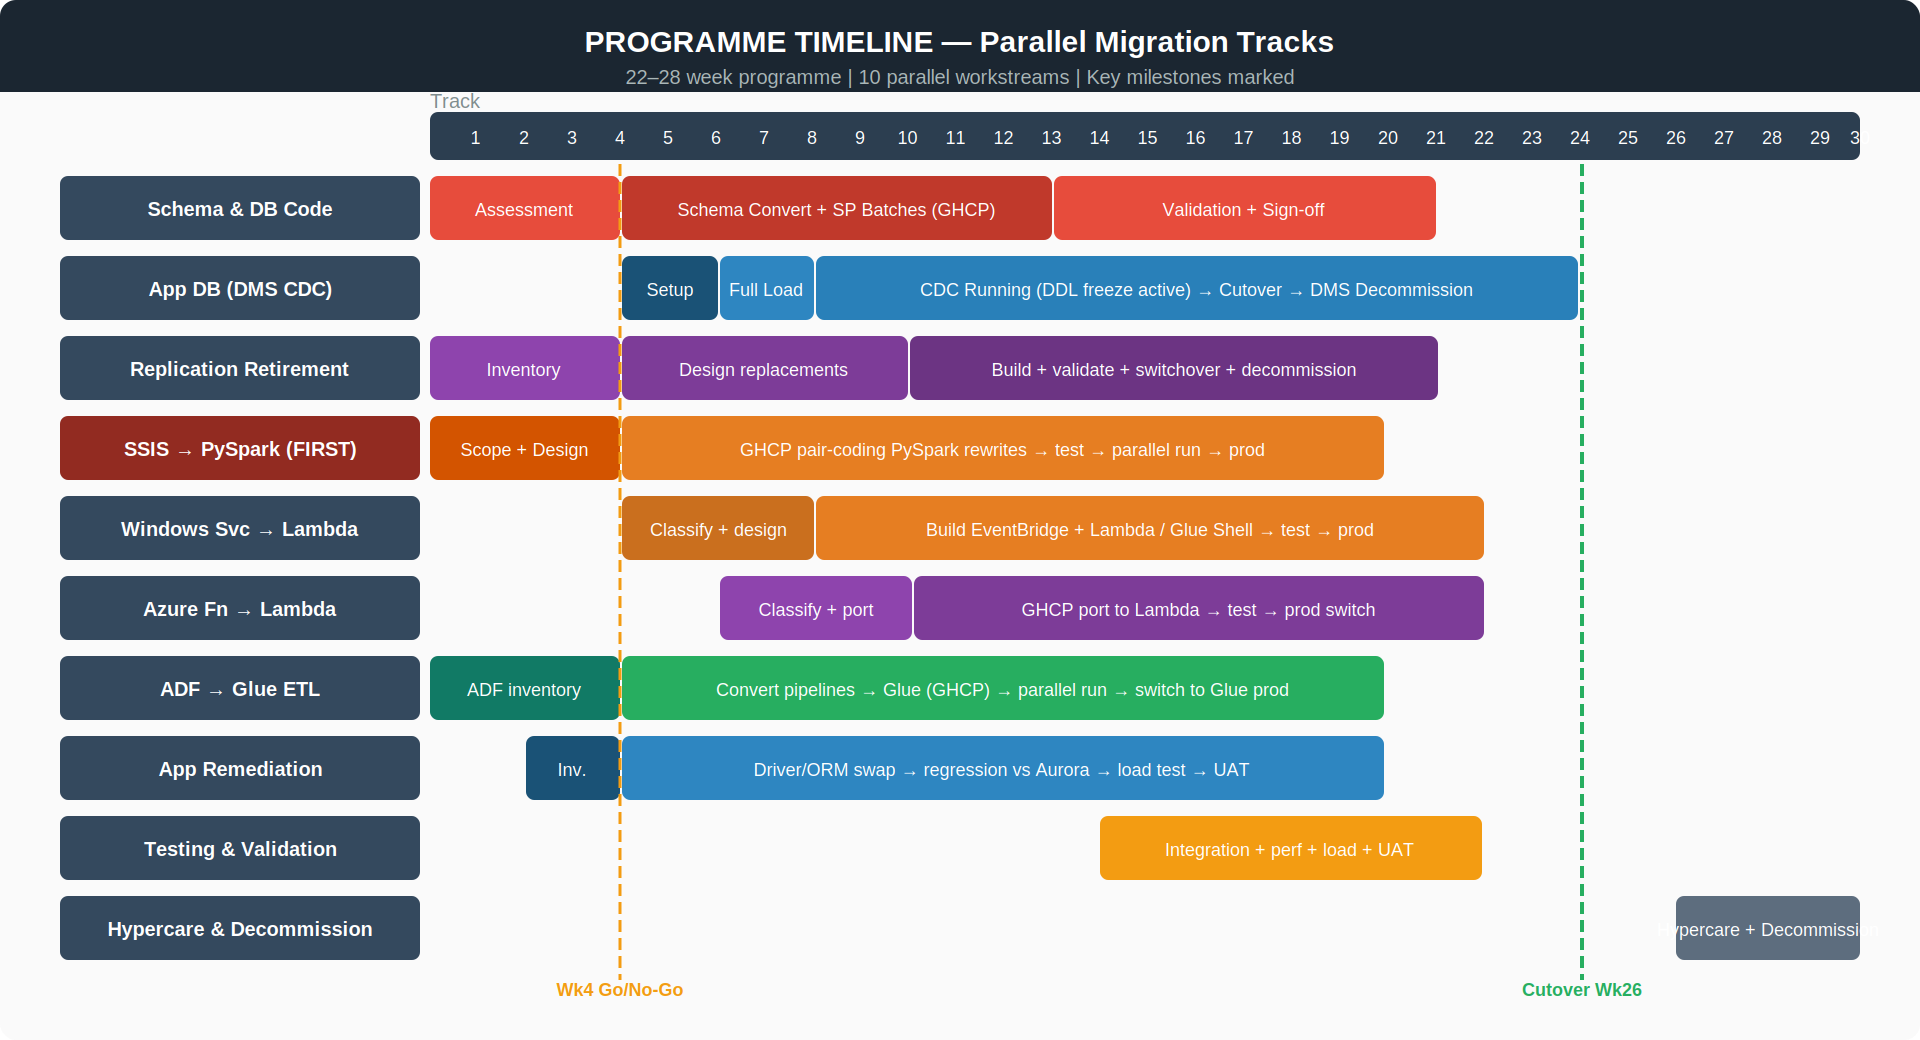 PROGRAMME TIMELINE — Parallel Migration Tracks
22–28 week programme | 10 parallel workstreams | Key milestones marked
Track
1 2 3 4 5 6 7 8 9 10 11 12 13 14 15 16 17 18 19 20 21 22 23 24 25 26 27 28 29 30
Schema & DB Code Assessment Schema Convert + SP Batches (GHCP) Validation + Sign-off
App DB (DMS CDC) Setup Full Load CDC Running (DDL freeze active) → Cutover → DMS Decommission
Replication Retirement Inventory Design replacements Build + validate + switchover + decommission
SSIS → PySpark (FIRST) Scope + Design GHCP pair-coding PySpark rewrites → test → parallel run → prod
Windows Svc → Lambda Classify + design Build EventBridge + Lambda / Glue Shell → test → prod
Azure Fn → Lambda Classify + port GHCP port to Lambda → test → prod switch
ADF → Glue ETL ADF inventory Convert pipelines → Glue (GHCP) → parallel run → switch to Glue prod
App Remediation Inv. Driver/ORM swap → regression vs Aurora → load test → UAT
Testing & Validation Integration + perf + load + UAT
Hypercare & Decommission Hypercare + Decommission
Wk4 Go/No-Go Cutover Wk26